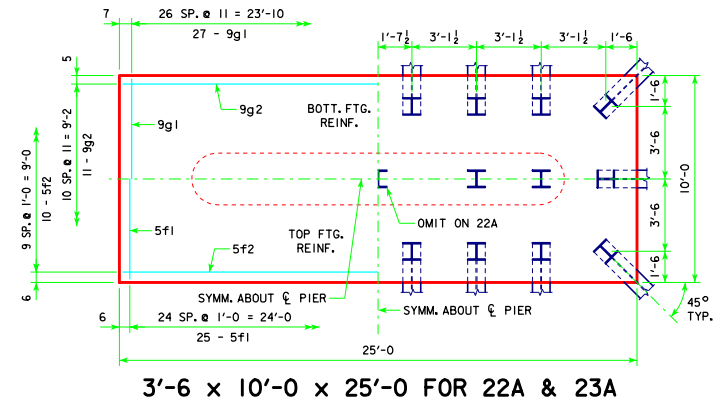 7
26 SP. @ 11 = 23'-10
27 - 9g1
1'-7½
3'-1½
3'-1½
3'-1½
1'-6
5
9g2
BOTT. FTG.
REINF.
9g1
1'-6
3'-6
10'-0
3'-6
1'-6
9 SP. @ 1'-0 = 9'-0
10 - 5f2
10 SP. @ 11 = 9'-2
11 - 9g2
OMIT ON 22A
5f1
TOP FTG.
REINF.
5f2
6
SYMM. ABOUT ℄ PIER
SYMM. ABOUT ℄ PIER
45°
TYP.
6
24 SP. @ 1'-0 = 24'-0
25 - 5f1
25'-0
3'-6 x 10'-0 x 25'-0 FOR 22A & 23A